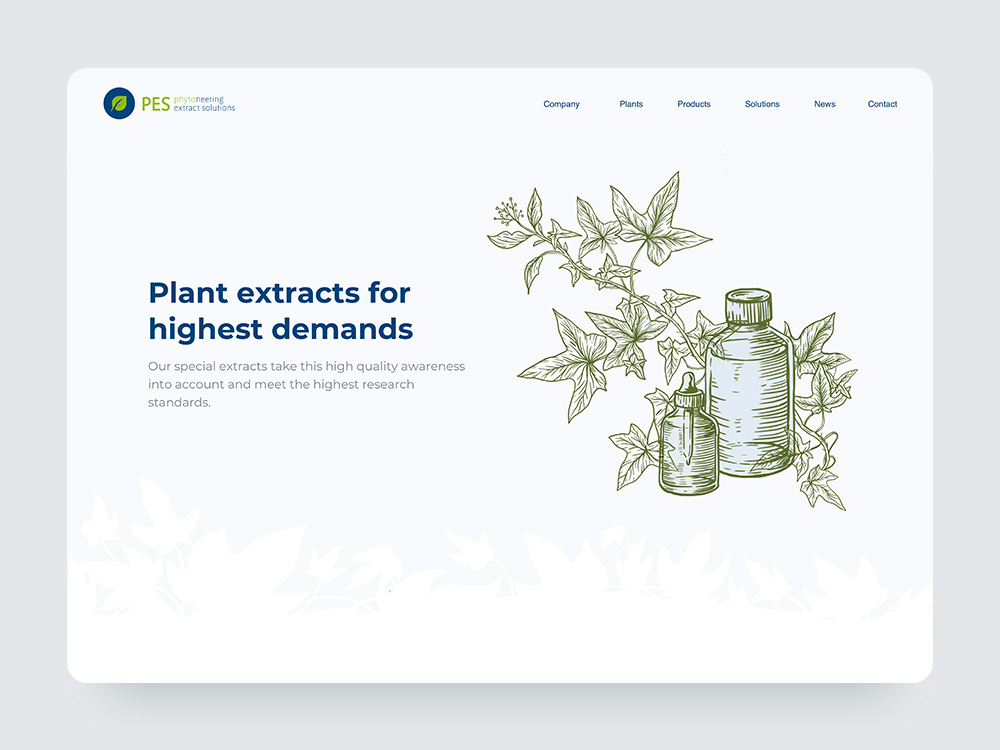 PES phytoneering
extract solutions
Company Plants Products Solutions News Contact
Plant extracts for
highest demands
Our special extracts take this high quality awareness
into account and meet the highest research
standards.